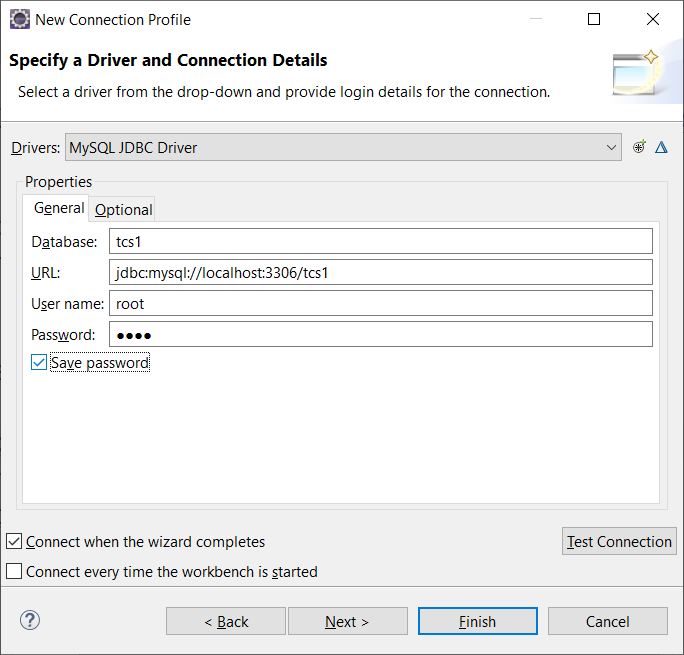 New Connection Profile
Specify a Driver and Connection Details
Select a driver from the drop-down and provide login details for the connection.
Drivers: MySQL JDBC Driver
Properties
General Optional
Database: tcs1
URL: jdbc:mysql://localhost:3306/tcs1
User name: root
Password: ●●●●
Save password
Connect when the wizard completes
Test Connection
Connect every time the workbench is started
? < Back Next > Finish Cancel